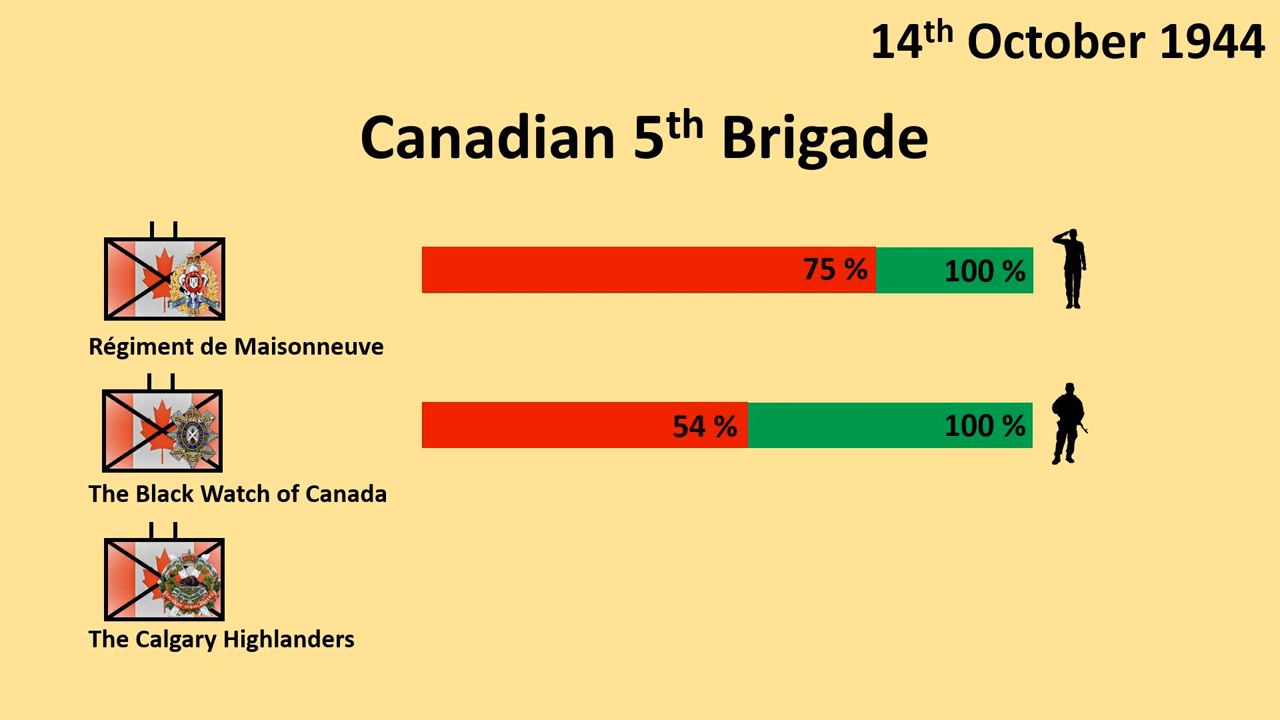 14th October 1944
Canadian 5th Brigade
75 % 100 %
Régiment de Maisonneuve
54 % 100 %
The Black Watch of Canada
The Calgary Highlanders